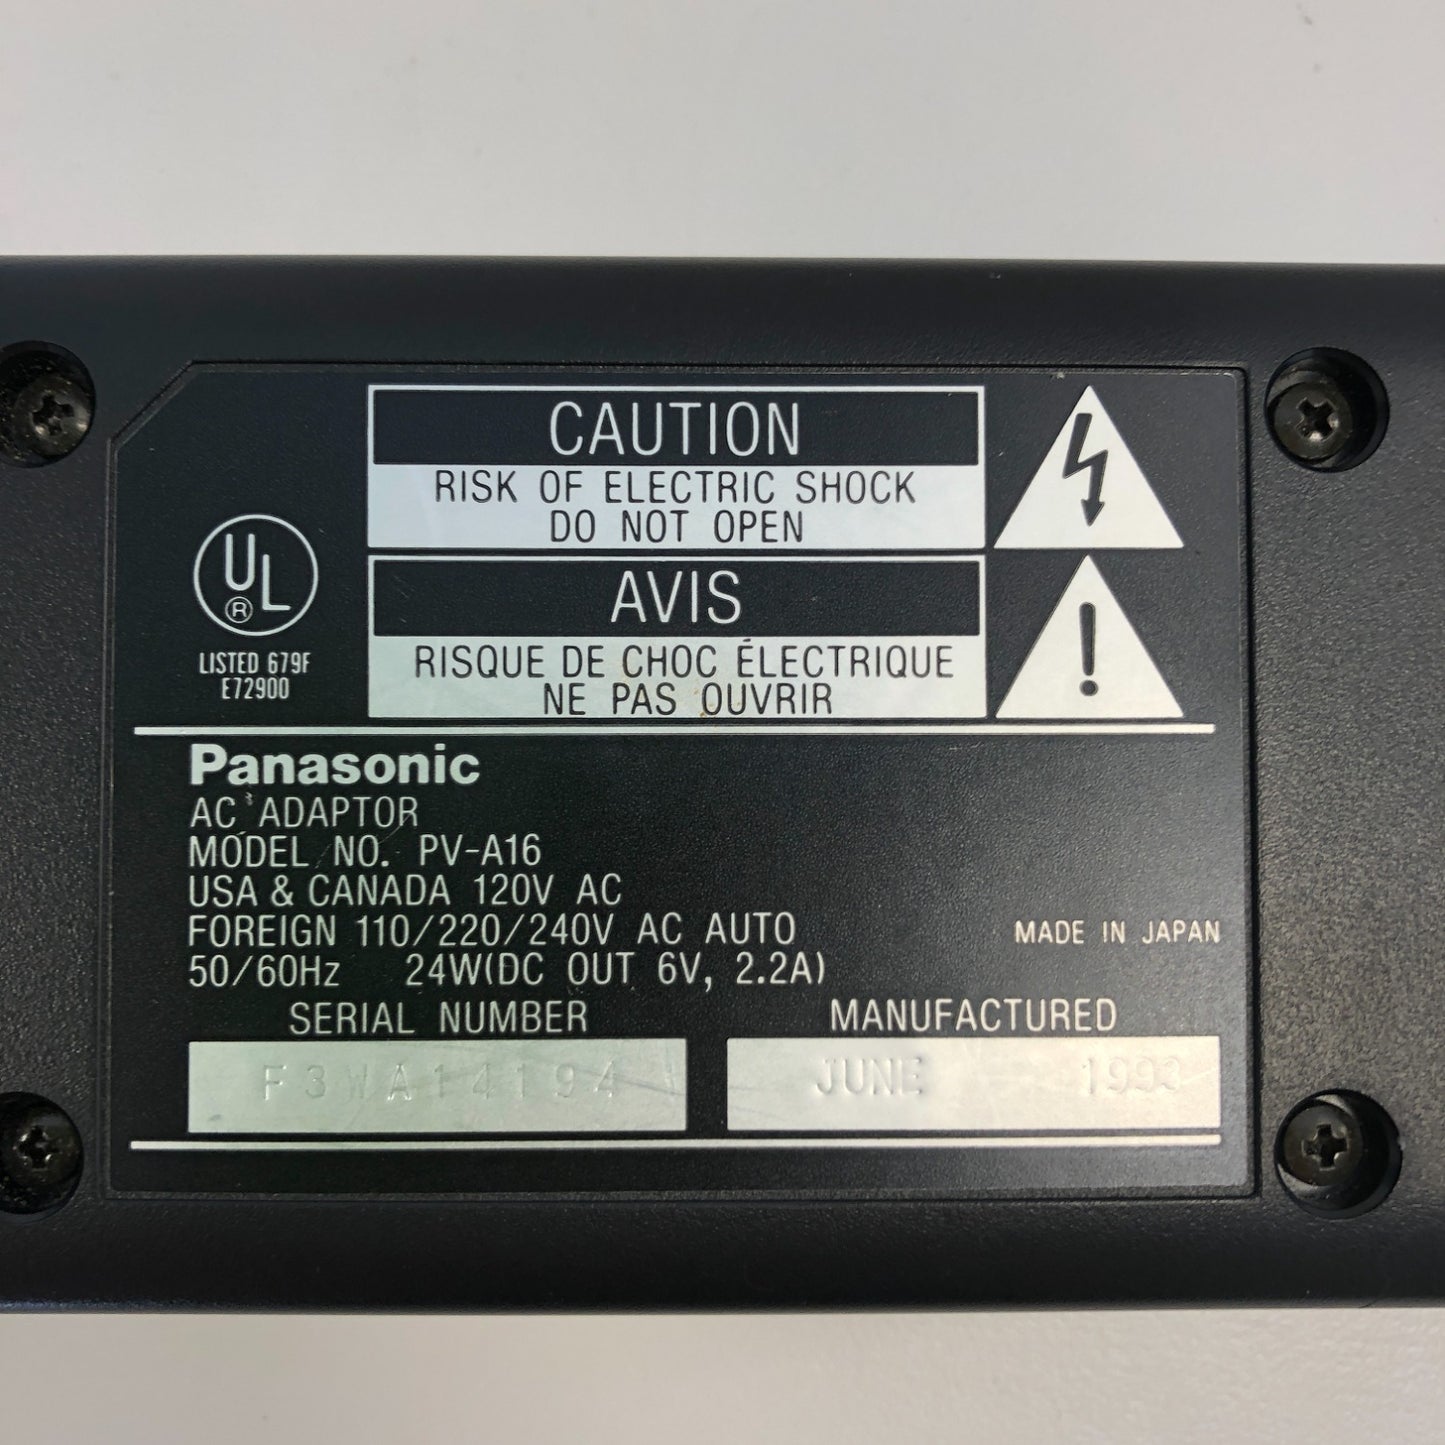 CAUTION
RISK OF ELECTRIC SHOCK
DO NOT OPEN
UL
®
LISTED 679F
E72900
AVIS
RISQUE DE CHOC ÉLECTRIQUE
NE PAS OUVRIR
Panasonic
AC ADAPTOR
MODEL NO. PV-A16
USA & CANADA 120V AC
FOREIGN 110/220/240V AC AUTO
MADE IN JAPAN
50/60Hz 24W(DC OUT 6V, 2.2A)
SERIAL NUMBER
MANUFACTURED
F3WA14194
JUNE 1993